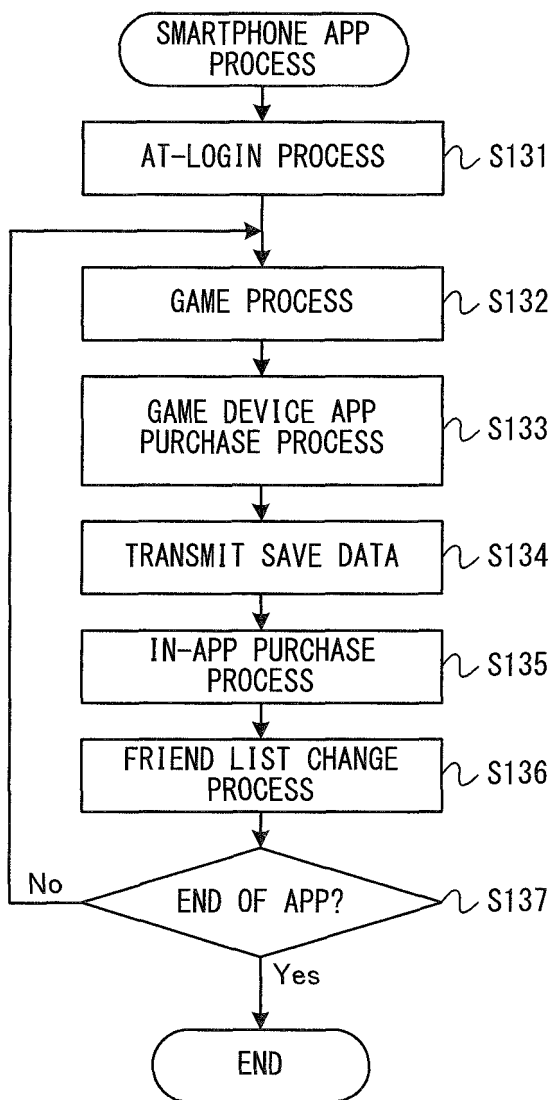 SMARTPHONE APP
PROCESS
AT-LOGIN PROCESS
S131
GAME PROCESS
S132
GAME DEVICE APP
PURCHASE PROCESS
S133
TRANSMIT SAVE DATA
S134
IN-APP PURCHASE
PROCESS
S135
FRIEND LIST CHANGE
PROCESS
S136
No
END OF APP?
S137
Yes
END